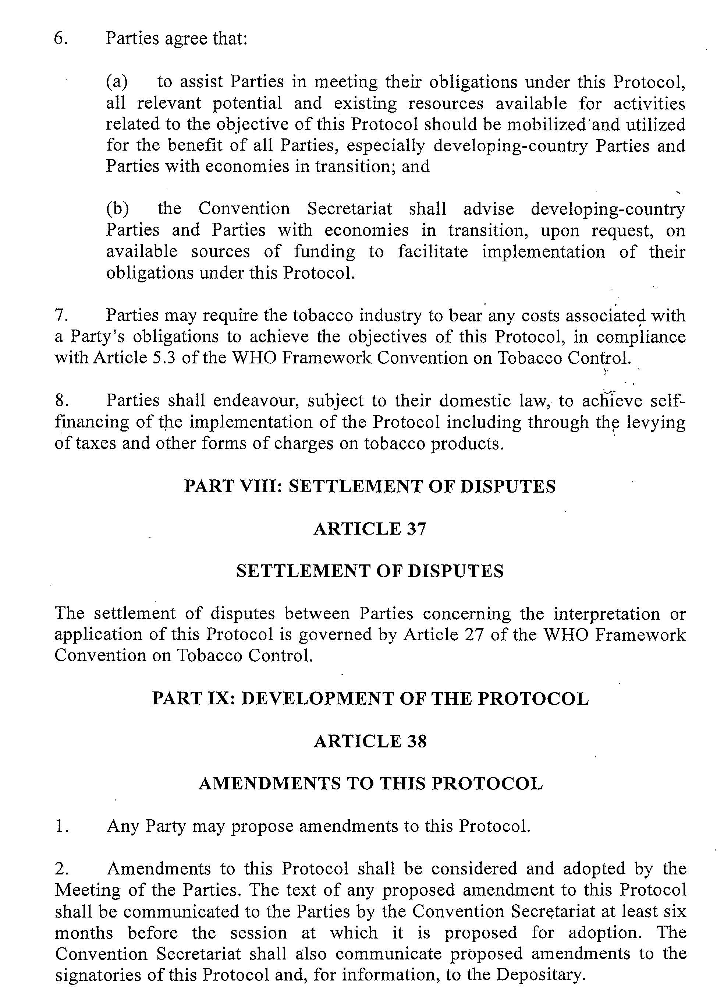 6. Parties agree that:
(a) to assist Parties in meeting their obligations under this Protocol,
all relevant potential and existing resources available for activities
related to the objective of this Protocol should be mobilized and utilized
for the benefit of all Parties, especially developing-country Parties and
Parties with economies in transition; and
(b) the Convention Secretariat shall advise developing-country
Parties and Parties with economies in transition, upon request, on
available sources of funding to facilitate implementation of their
obligations under this Protocol.
7. Parties may require the tobacco industry to bear any costs associated with
a Party's obligations to achieve the objectives of this Protocol, in compliance
with Article 5.3 of the WHO Framework Convention on Tobacco Control.
8. Parties shall endeavour, subject to their domestic law, to achieve self-
financing of the implementation of the Protocol including through the levying
of taxes and other forms of charges on tobacco products.
PART VIII: SETTLEMENT OF DISPUTES
ARTICLE 37
SETTLEMENT OF DISPUTES
The settlement of disputes between Parties concerning the interpretation or
application of this Protocol is governed by Article 27 of the WHO Framework
Convention on Tobacco Control.
PART IX: DEVELOPMENT OF THE PROTOCOL
ARTICLE 38
AMENDMENTS TO THIS PROTOCOL
1. Any Party may propose amendments to this Protocol.
2. Amendments to this Protocol shall be considered and adopted by the
Meeting of the Parties. The text of any proposed amendment to this Protocol
shall be communicated to the Parties by the Convention Secretariat at least six
months before the session at which it is proposed for adoption. The
Convention Secretariat shall also communicate proposed amendments to the
signatories of this Protocol and, for information, to the Depositary.